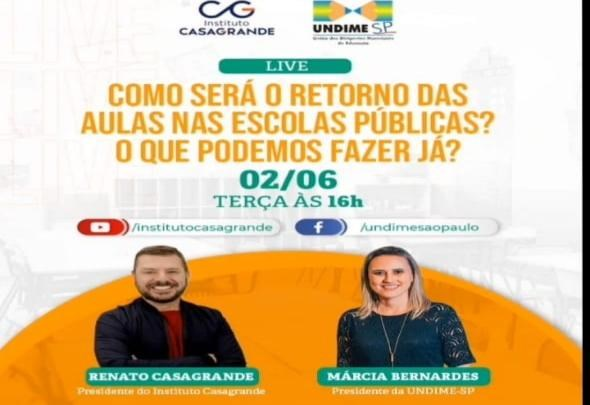 CG
Instituto
CASAGRANDE
UNDIME SP
União dos Dirigentes Municipais
de Educação
LIVE
COMO SERÁ O RETORNO DAS
AULAS NAS ESCOLAS PÚBLICAS?
O QUE PODEMOS FAZER JÁ?
02/06
TERÇA ÀS 16h
/institutocasagrande
/undimesaopaulo
RENATO CASAGRANDE
Presidente do Instituto Casagrande
MÁRCIA BERNARDES
Presidente da UNDIME-SP